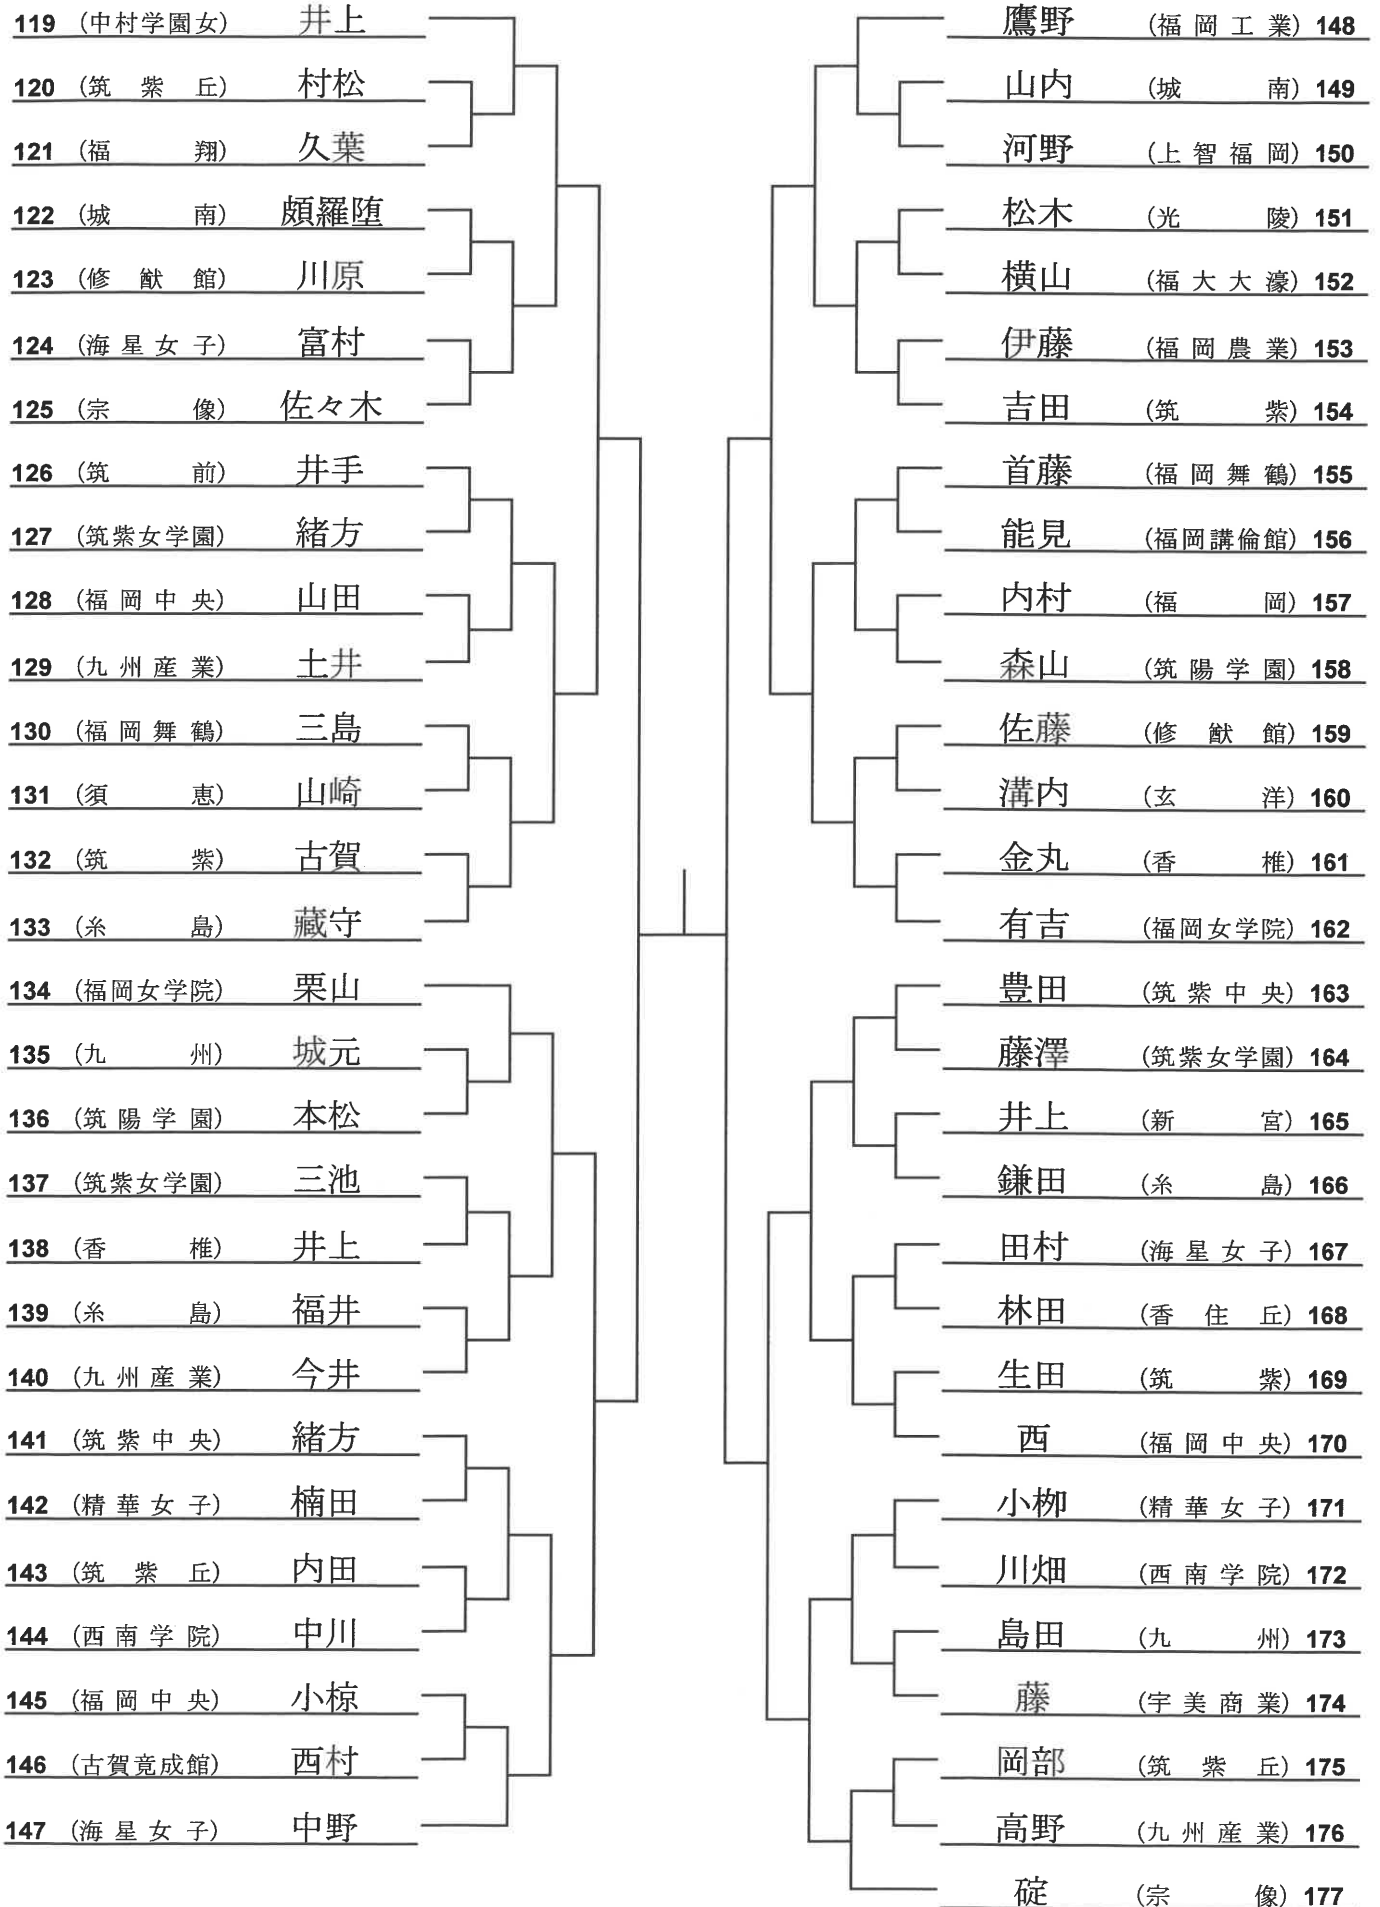 119 (中村学園女) 井上
120 (筑紫丘) 村松
121 (福翔) 久葉
122 (城南) 頗羅堕
123 (修猷館) 川原
124 (海星女子) 富村
125 (宗像) 佐々木
126 (筑前) 井手
127 (筑紫女学園) 緒方
128 (福岡中央) 山田
129 (九州産業) 土井
130 (福岡舞鶴) 三島
131 (須恵) 山崎
132 (筑紫) 古賀
133 (糸島) 藏守
134 (福岡女学院) 栗山
135 (九州) 城元
136 (筑陽学園) 本松
137 (筑紫女学園) 三池
138 (香椎) 井上
139 (糸島) 福井
140 (九州産業) 今井
141 (筑紫中央) 緒方
142 (精華女子) 楠田
143 (筑紫丘) 内田
144 (西南学院) 中川
145 (福岡中央) 小椋
146 (古賀竟成館) 西村
147 (海星女子) 中野
鷹野 (福岡工業) 148
山内 (城南) 149
河野 (上智福岡) 150
松木 (光陵) 151
横山 (福大大濠) 152
伊藤 (福岡農業) 153
吉田 (筑紫) 154
首藤 (福岡舞鶴) 155
能見 (福岡講倫館) 156
内村 (福岡) 157
森山 (筑陽学園) 158
佐藤 (修猷館) 159
溝内 (玄洋) 160
金丸 (香椎) 161
有吉 (福岡女学院) 162
豊田 (筑紫中央) 163
藤澤 (筑紫女学園) 164
井上 (新宮) 165
鎌田 (糸島) 166
田村 (海星女子) 167
林田 (香住丘) 168
生田 (筑紫) 169
西 (福岡中央) 170
小栁 (精華女子) 171
川畑 (西南学院) 172
島田 (九州) 173
藤 (宇美商業) 174
岡部 (筑紫丘) 175
高野 (九州産業) 176
碇 (宗像) 177